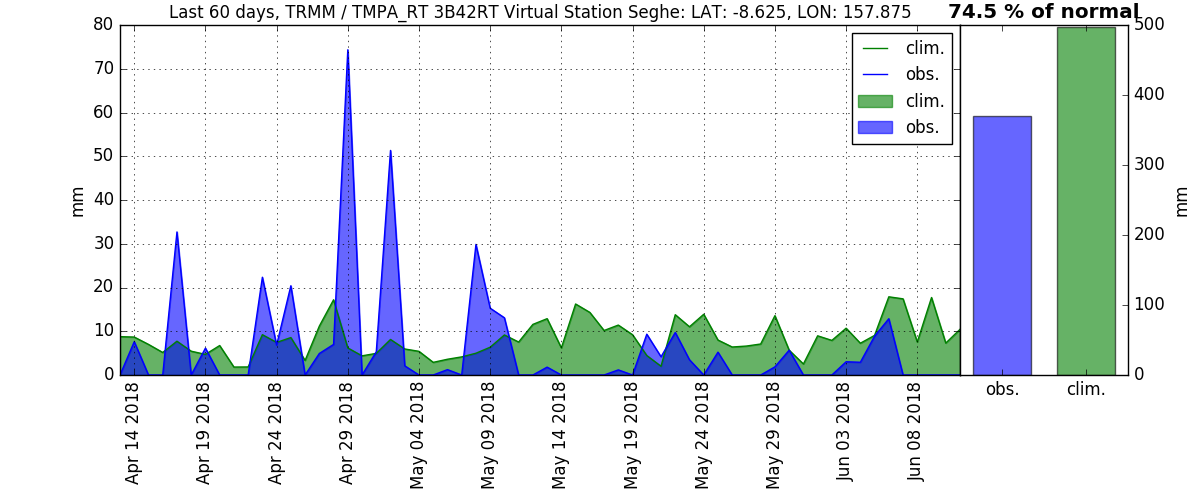 Last 60 days, TRMM / TMPA_RT 3B42RT Virtual Station Seghe: LAT: -8.625, LON: 157.875
74.5 % of normal
80
70
60
50
40
30
20
10
0
mm
clim.
obs.
clim.
obs.
500
400
300
200
100
0
mm
Apr 14 2018
Apr 19 2018
Apr 24 2018
Apr 29 2018
May 04 2018
May 09 2018
May 14 2018
May 19 2018
May 24 2018
May 29 2018
Jun 03 2018
Jun 08 2018
obs.
clim.